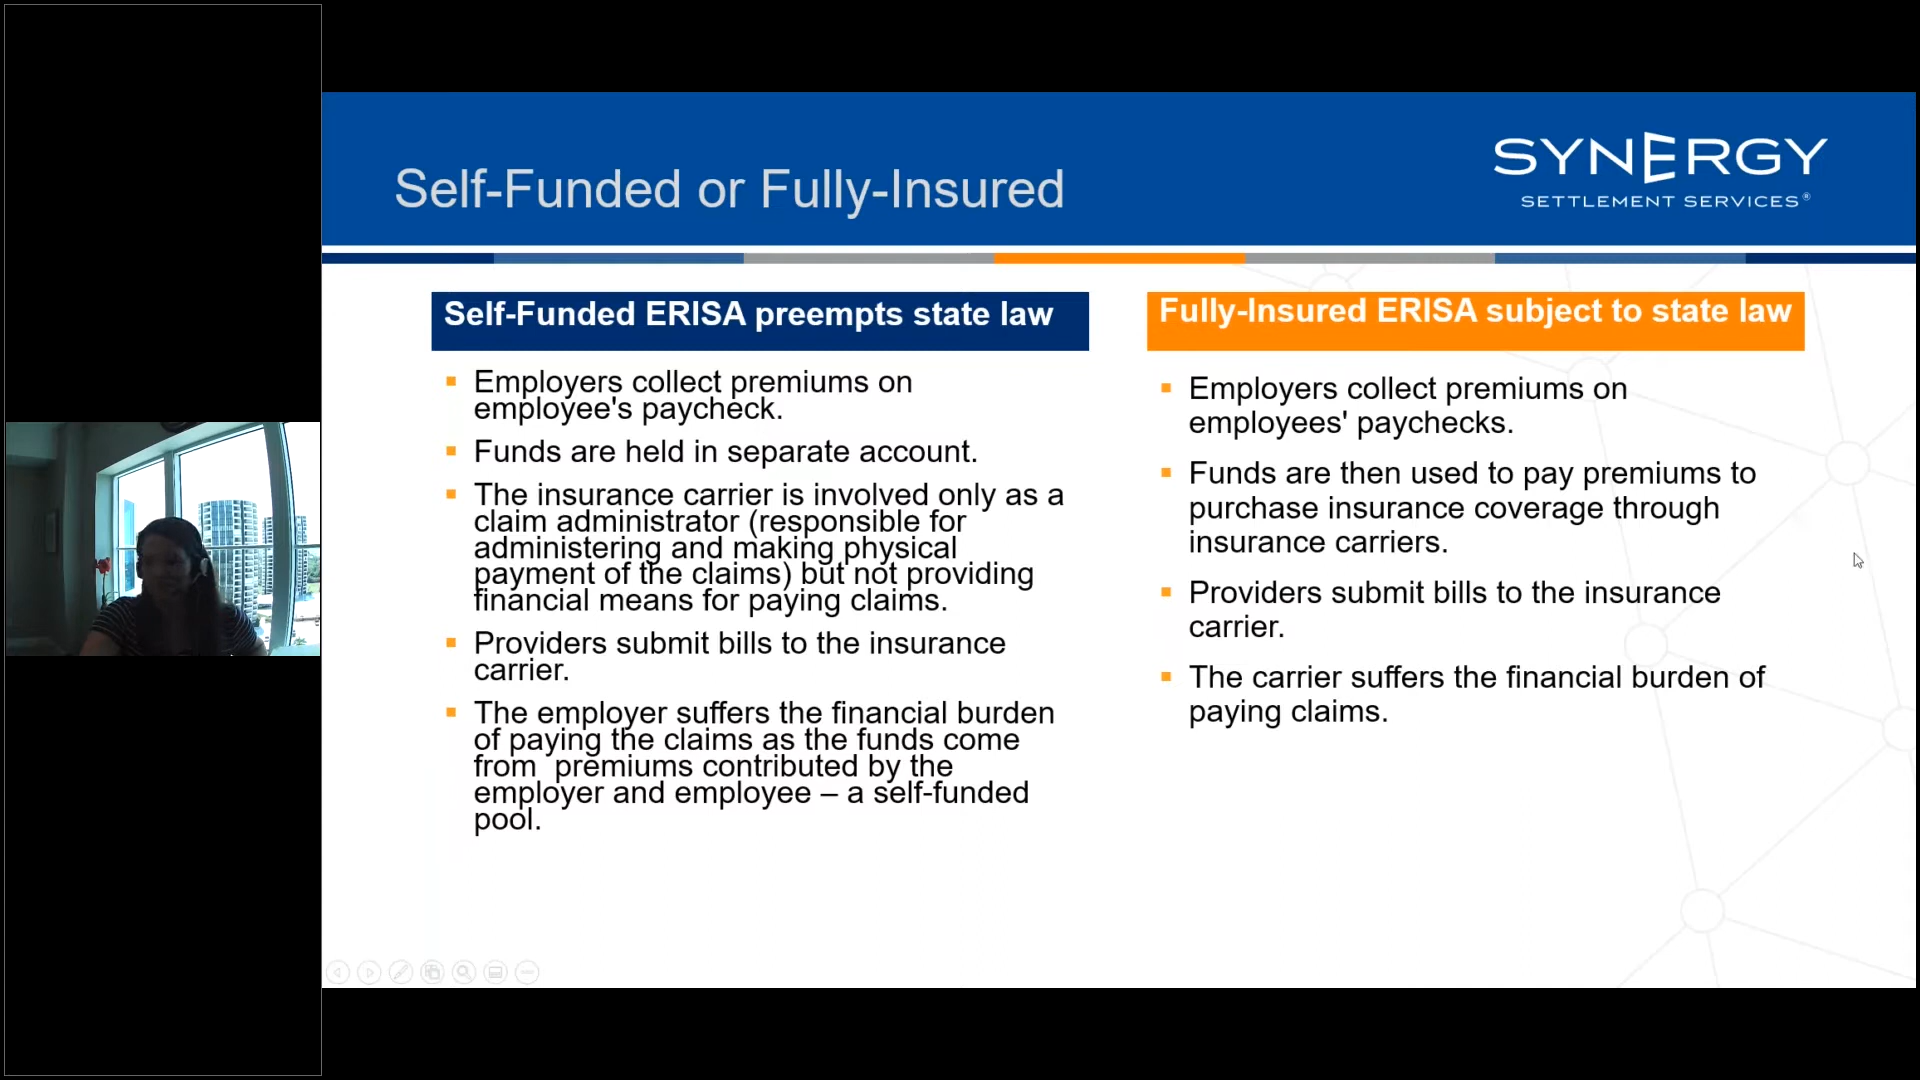 Self-Funded or Fully-Insured
SYNERGY
SETTLEMENT SERVICES®
Self-Funded ERISA preempts state law
Employers collect premiums on
employee's paycheck.
Funds are held in separate account.
The insurance carrier is involved only as a
claim administrator (responsible for
administering and making physical
payment of the claims) but not providing
financial means for paying claims.
Providers submit bills to the insurance
carrier.
The employer suffers the financial burden
of paying the claims as the funds come
from  premiums contributed by the
employer and employee – a self-funded
pool.
Fully-Insured ERISA subject to state law
Employers collect premiums on
employees' paychecks.
Funds are then used to pay premiums to
purchase insurance coverage through
insurance carriers.
Providers submit bills to the insurance
carrier.
The carrier suffers the financial burden of
paying claims.